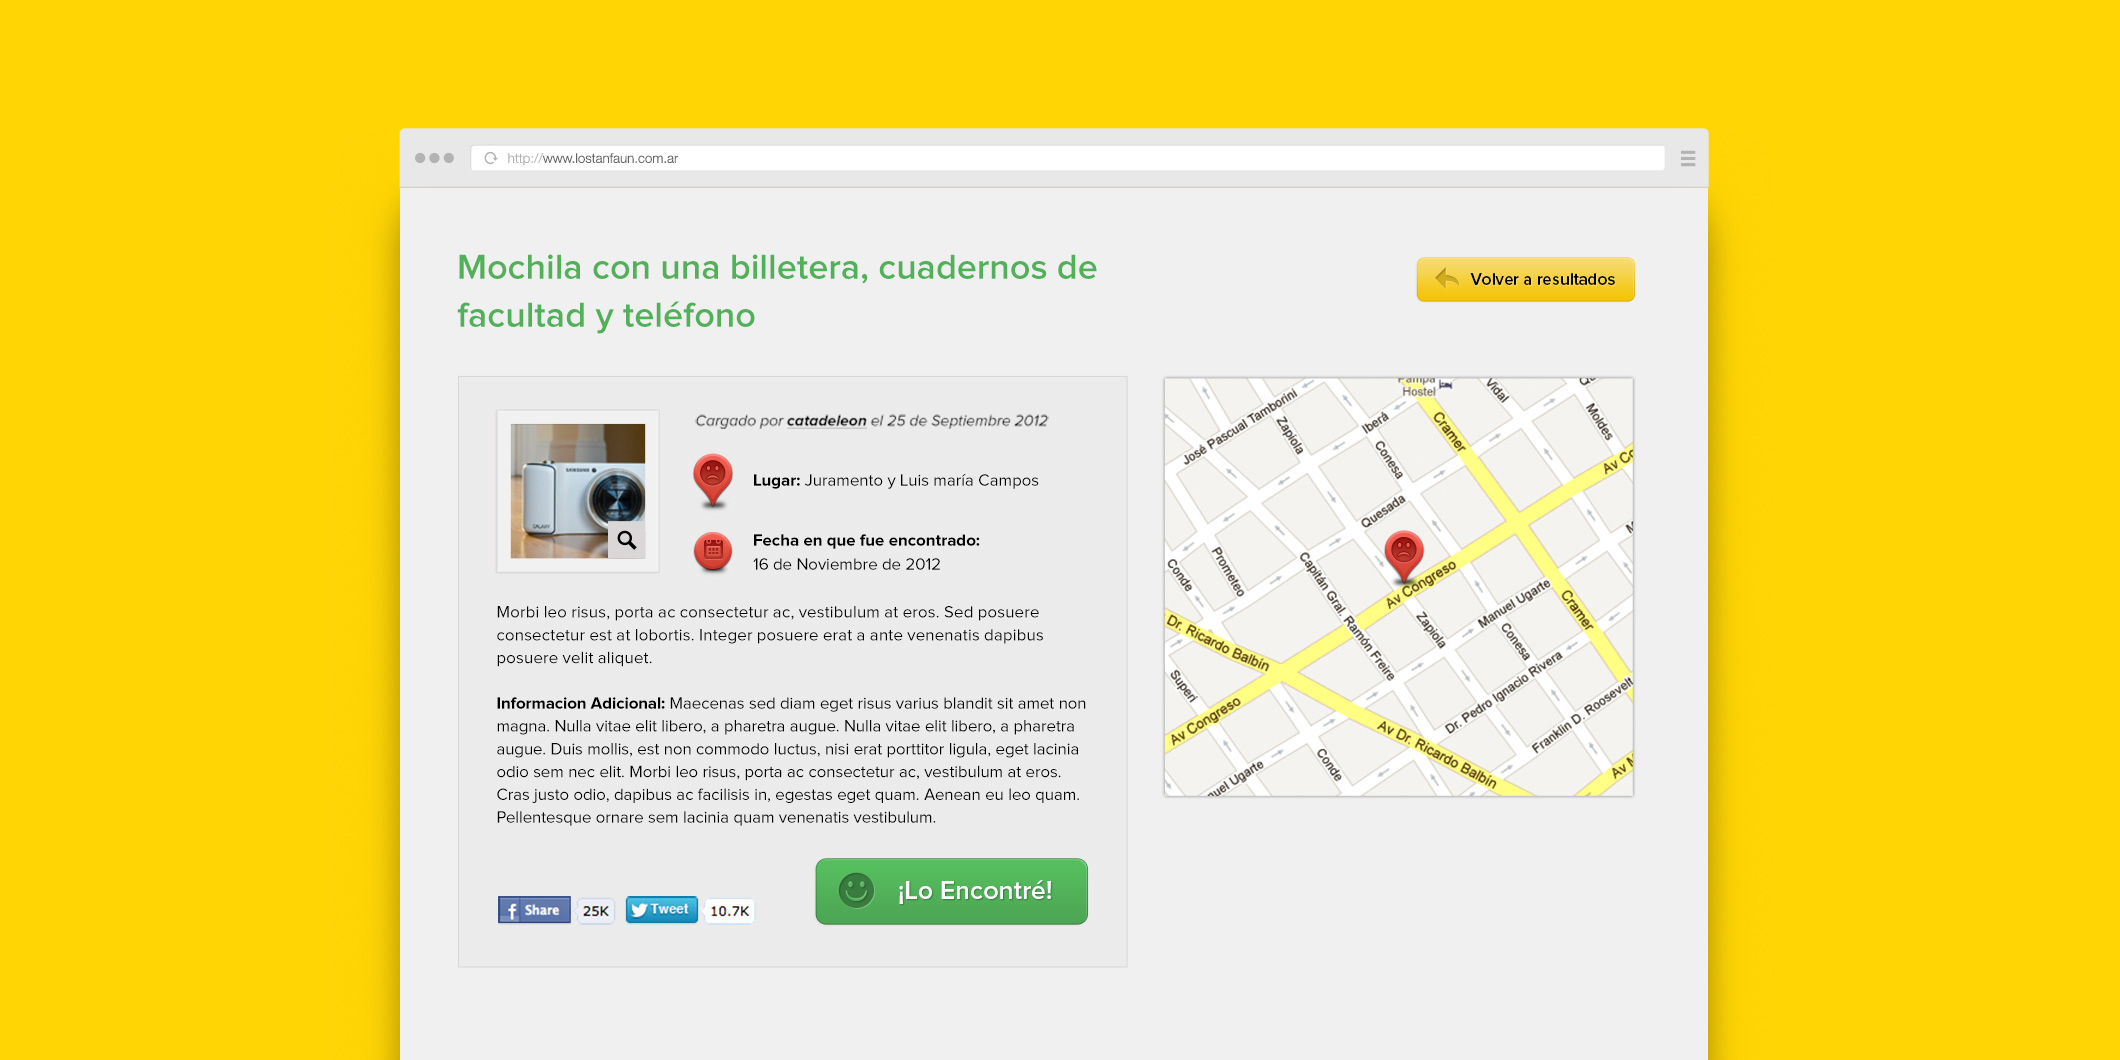 http://www.lostanfaun.com.ar
Mochila con una billetera, cuadernos de
facultad y teléfono
Volver a resultados
SAMSUNG
GALAXY
Cargado por catadeleon el 25 de Septiembre 2012
Lugar: Juramento y Luis maría Campos
Fecha en que fue encontrado:
16 de Noviembre de 2012
Morbi leo risus, porta ac consectetur ac, vestibulum at eros. Sed posuere
consectetur est at lobortis. Integer posuere erat a ante venenatis dapibus
posuere velit aliquet.
Informacion Adicional: Maecenas sed diam eget risus varius blandit sit amet non
magna. Nulla vitae elit libero, a pharetra augue. Nulla vitae elit libero, a pharetra
augue. Duis mollis, est non commodo luctus, nisi erat porttitor ligula, eget lacinia
odio sem nec elit. Morbi leo risus, porta ac consectetur ac, vestibulum at eros.
Cras justo odio, dapibus ac facilisis in, egestas eget quam. Aenean eu leo quam.
Pellentesque ornare sem lacinia quam venenatis vestibulum.
Share
25K
Tweet
10.7K
¡Lo Encontré!
Pampa
Hostel
Vidal
José Pascual Tamborini
Zapiola
Iberá
Cramer
Moldes
Conesa
Av Co
Quesada
Prometeo
Conde
Capitán Gral. Ramón Freire
Av Congreso
Manuel Ugarte
Cramer
Zapiola
Conesa
Dr. Ricardo Balbín
Superí
Dr. Pedro Ignacio Rivera
Franklin D. Roosevelt
Av Congreso
Av Dr. Ricardo Balbín
Conde
nuel Ugarte
Av M